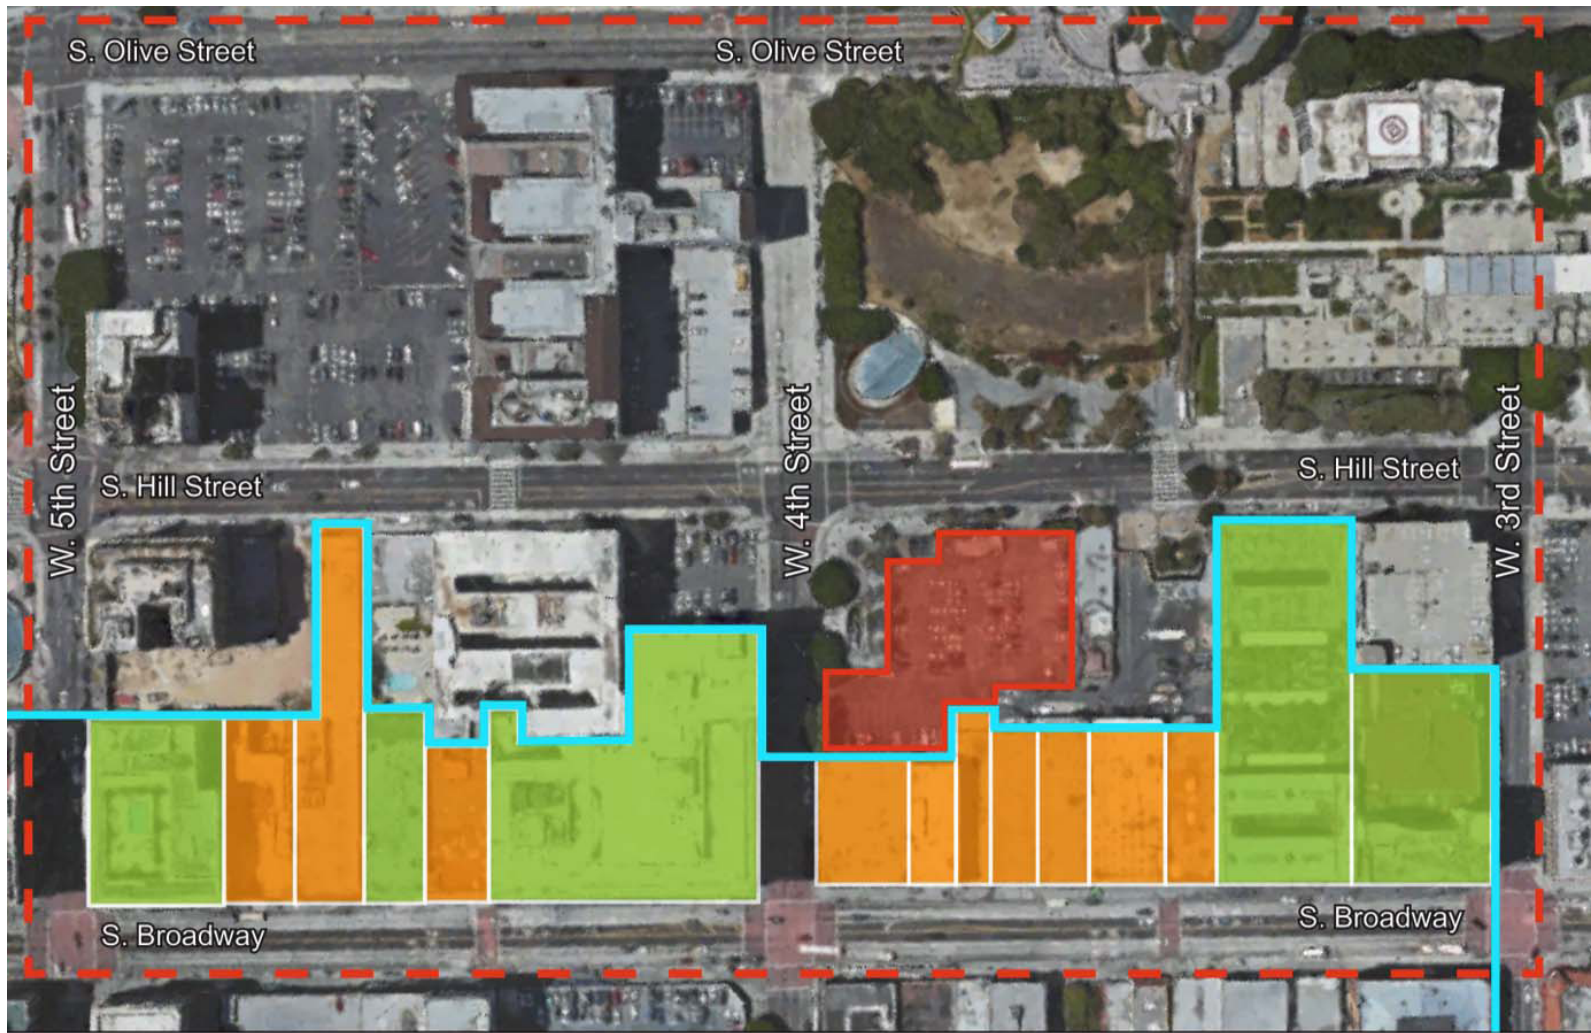 S. Olive Street
S. Olive Street
W. 5th Street
S. Hill Street
W. 4th Street
S. Hill Street
W. 3rd Street
S. Broadway
S. Broadway